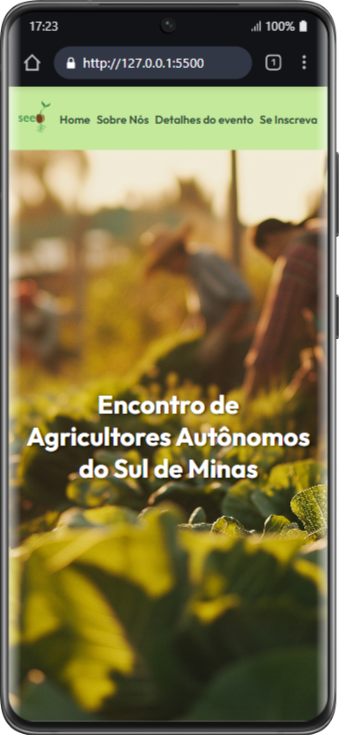 17:23 100%
http://127.0.0.1:5500 1
seed Home Sobre Nós Detalhes do evento Se Inscreva
Encontro de
Agricultores Autônomos
do Sul de Minas